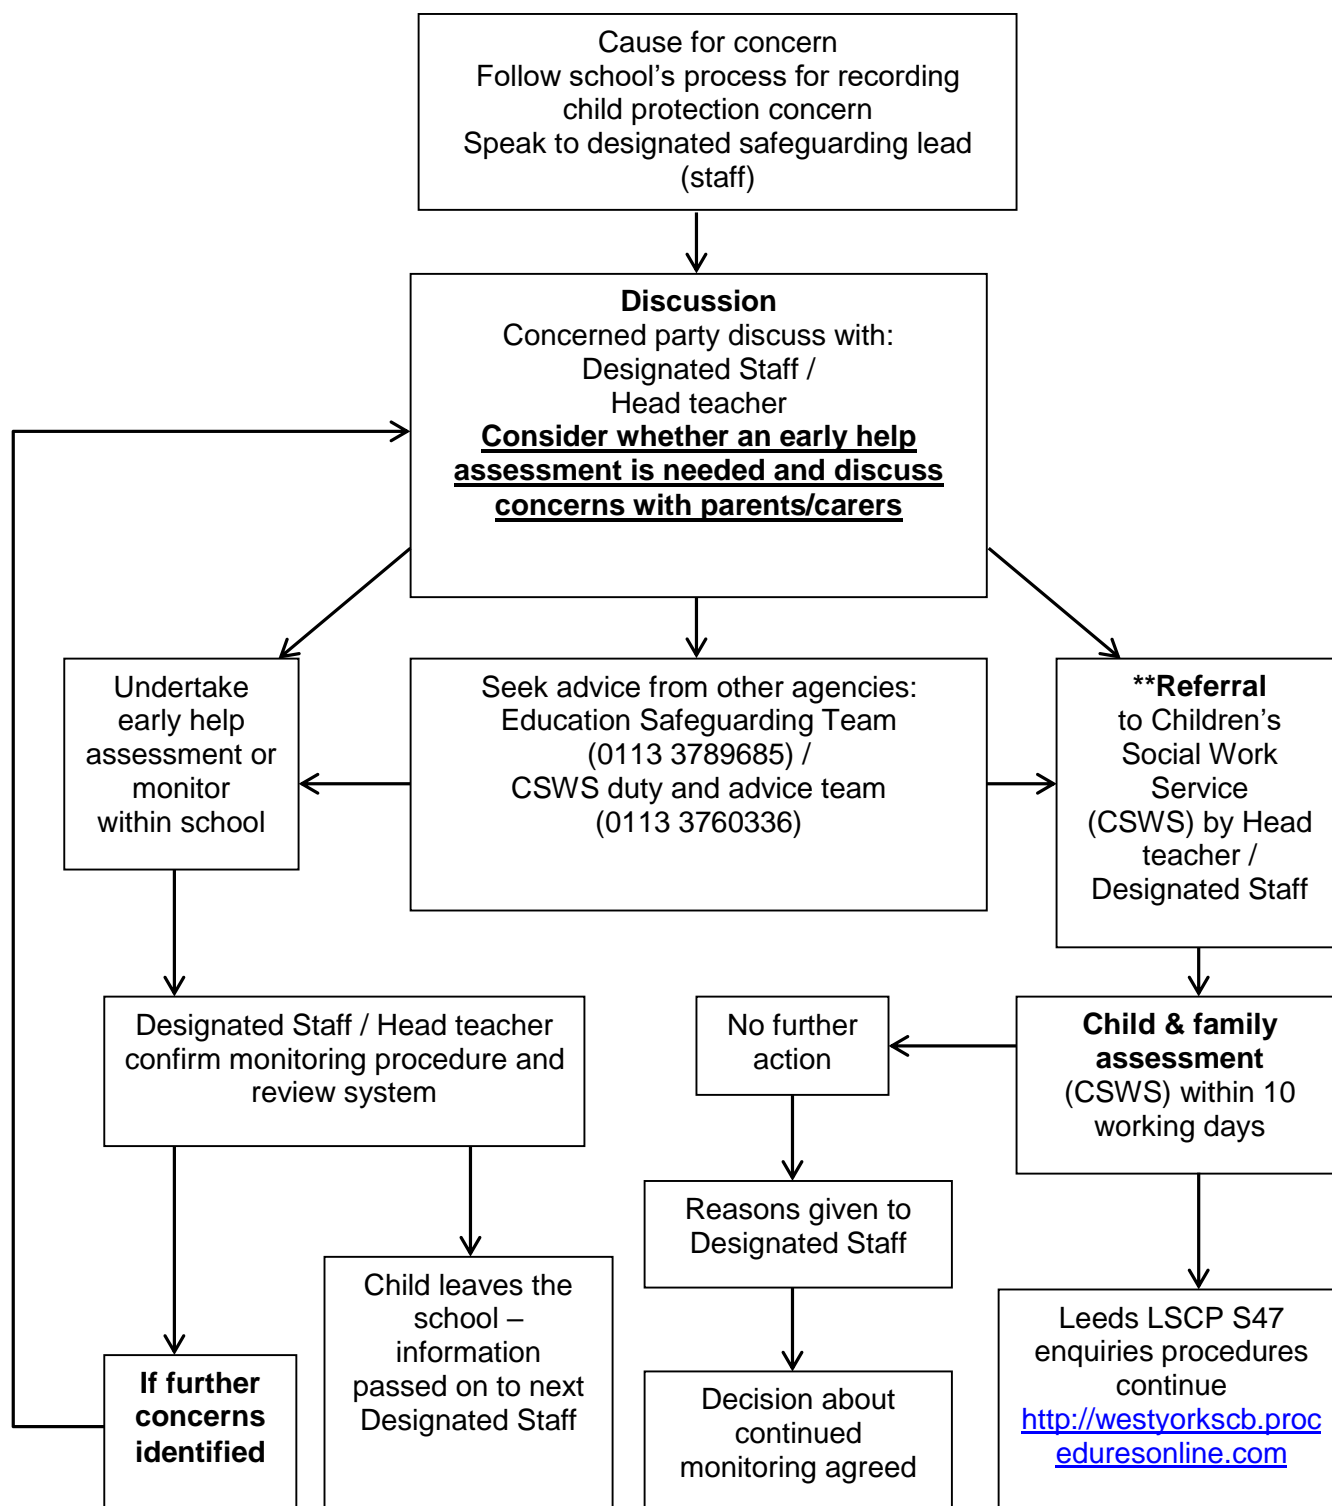 Cause for concern
Follow school’s process for recording
child protection concern
Speak to designated safeguarding lead
(staff)
Discussion
Concerned party discuss with:
Designated Staff /
Head teacher
Consider whether an early help
assessment is needed and discuss
concerns with parents/carers
Undertake
early help
assessment or
monitor
within school
Seek advice from other agencies:
Education Safeguarding Team
(0113 3789685) /
CSWS duty and advice team
(0113 3760336)
**Referral
to Children’s
Social Work
Service
(CSWS) by Head
teacher /
Designated Staff
Designated Staff / Head teacher
confirm monitoring procedure and
review system
No further
action
Child & family
assessment
(CSWS) within 10
working days
Reasons given to
Designated Staff
If further
concerns
identified
Child leaves the
school –
information
passed on to next
Designated Staff
Decision about
continued
monitoring agreed
Leeds LSCP S47
enquiries procedures
continue
http://westyorkscb.proc
eduresonline.com